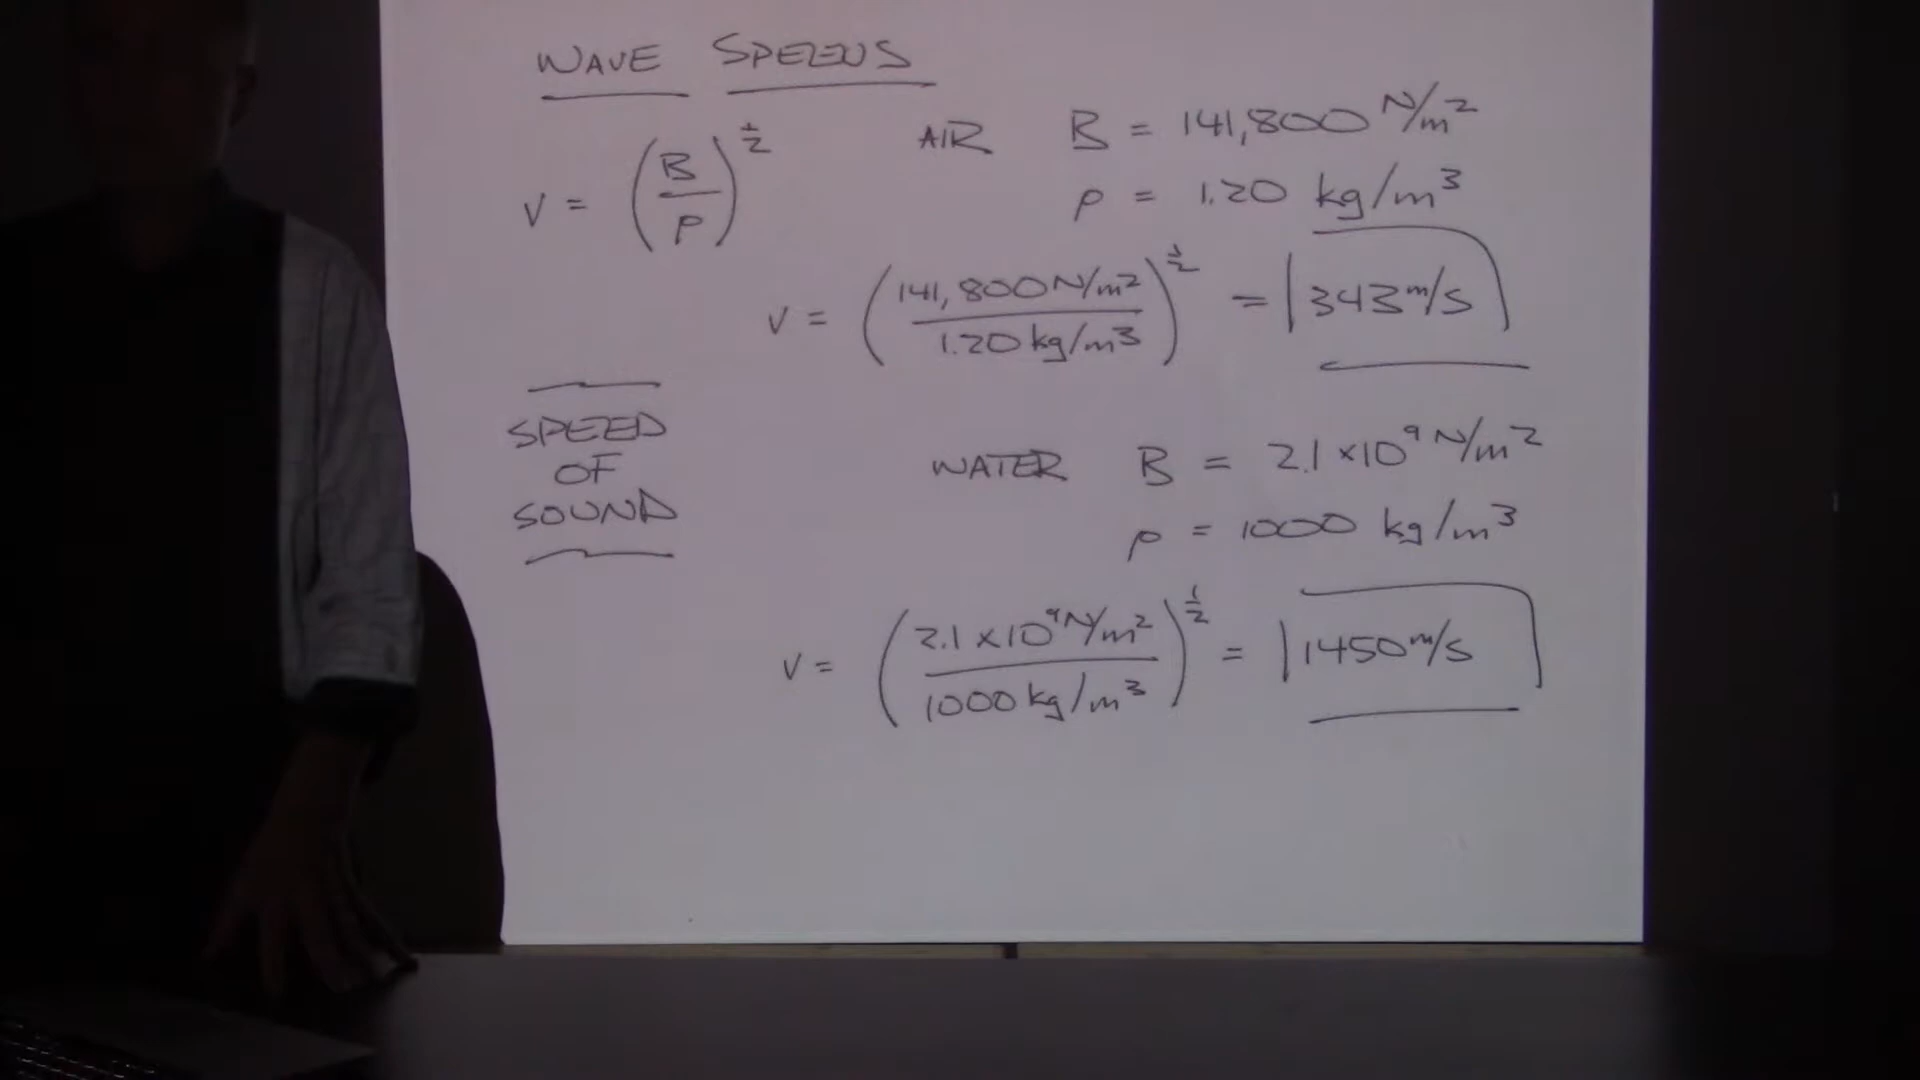 WAVE SPEEDS
V = (B/ρ)^½
AIR B = 141,800 N/m²
ρ = 1.20 kg/m³
V = (141,800 N/m² / 1.20 kg/m³)^½ = 343 m/s
SPEED
OF
SOUND
WATER B = 2.1 ×10⁹ N/m²
ρ = 1000 kg/m³
V = (2.1 ×10⁹ N/m² / 1000 kg/m³)^½ = 1450 m/s